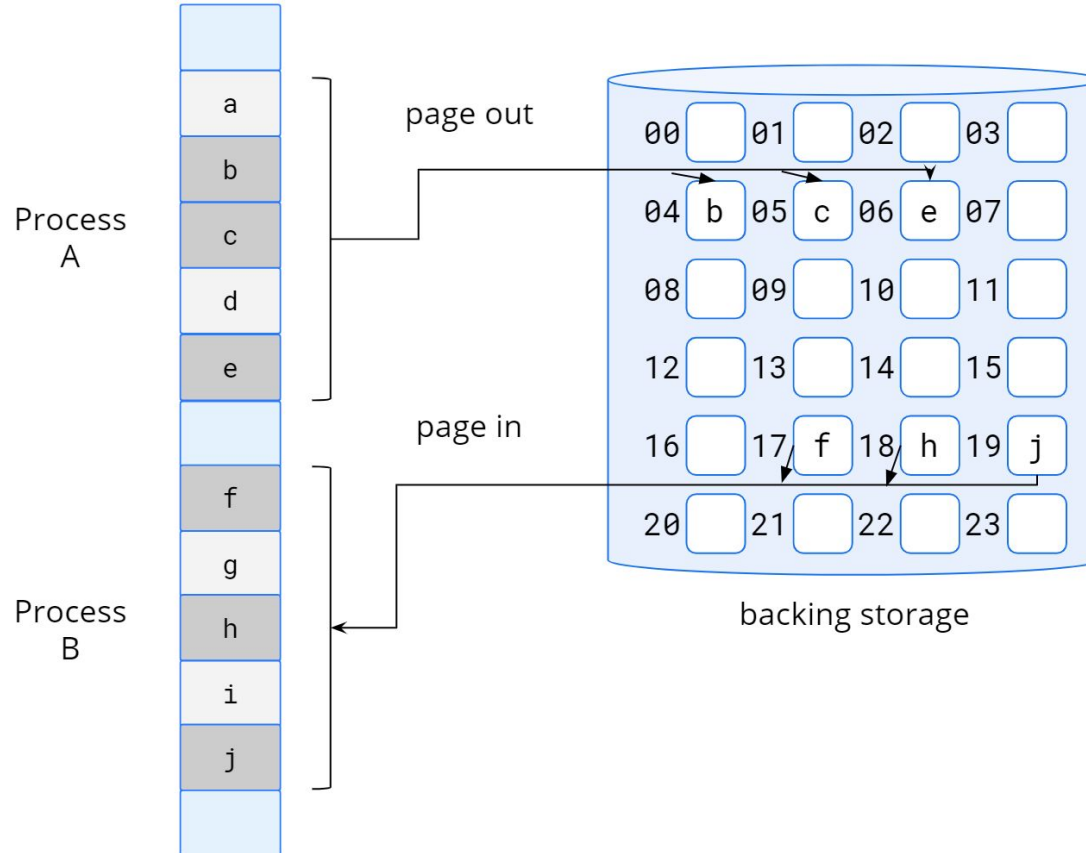 a
b
c
d
e
f
g
h
i
j
Process
A
Process
B
page out
page in
00 01 02 03
04 b 05 c 06 e 07
08 09 10 11
12 13 14 15
16 17 f 18 h 19 j
20 21 22 23
backing storage